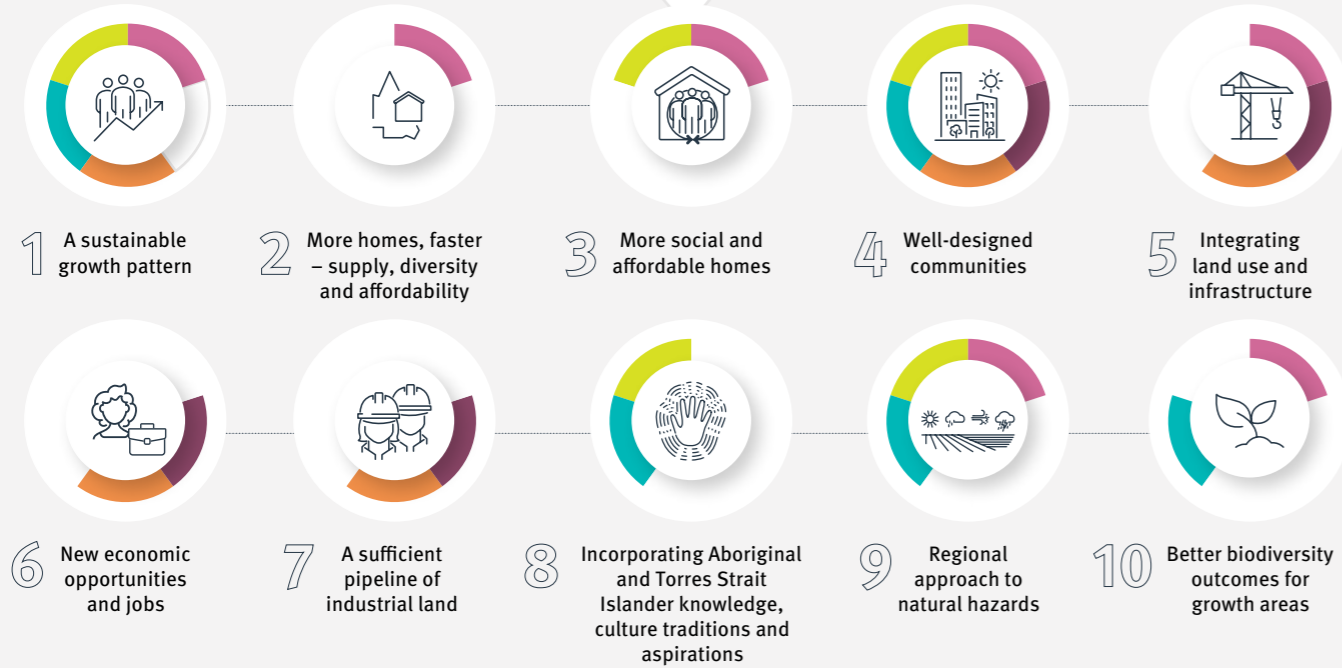 1
A sustainable
growth pattern
2
More homes, faster
– supply, diversity
and affordability
3
More social and
affordable homes
4
Well-designed
communities
5
Integrating
land use and
infrastructure
6
New economic
opportunities
and jobs
7
A sufficient
pipeline of
industrial land
8
Incorporating Aboriginal
and Torres Strait
Islander knowledge,
culture traditions and
aspirations
9
Regional
approach to
natural hazards
10
Better biodiversity
outcomes for
growth areas